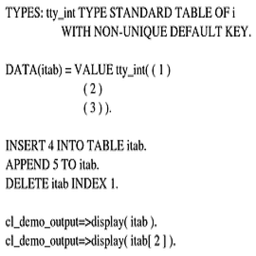 TYPES: tty_int TYPE STANDARD TABLE OF i
WITH NON-UNIQUE DEFAULT KEY.
DATA(itab) = VALUE tty_int( ( 1 )
( 2 )
( 3 ) ).
INSERT 4 INTO TABLE itab.
APPEND 5 TO itab.
DELETE itab INDEX 1.
cl_demo_output=>display( itab ).
cl_demo_output=>display( itab[ 2 ] ).